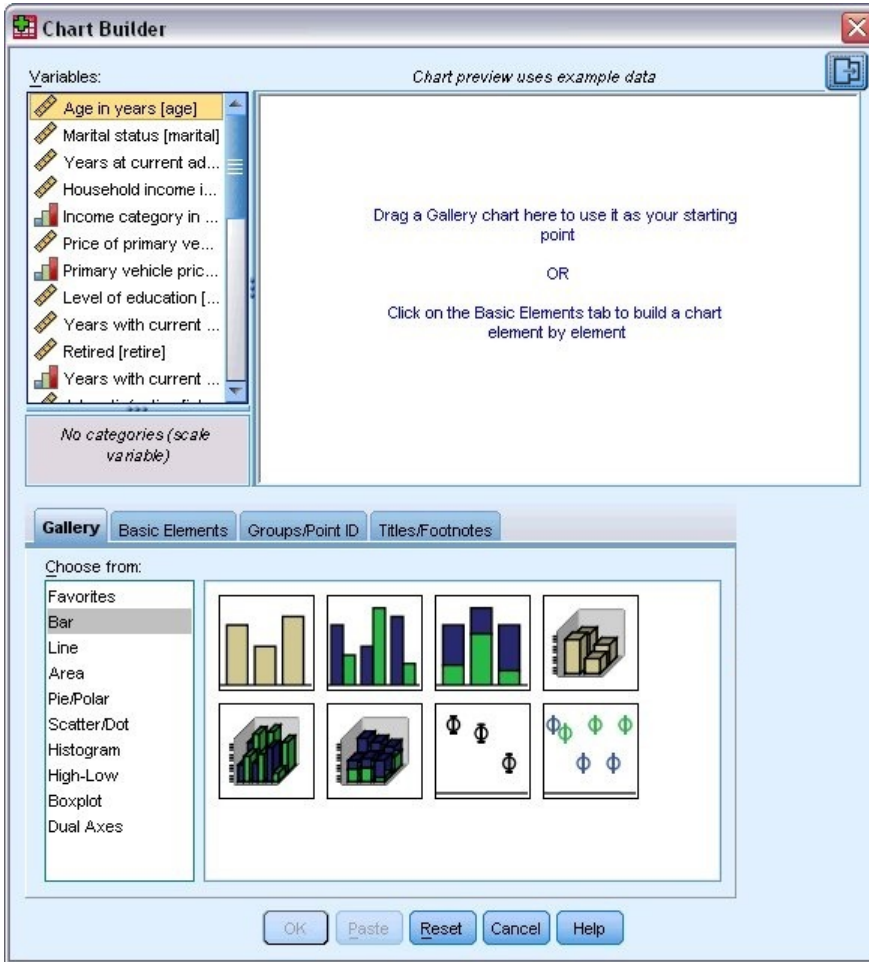 Chart Builder
Variables:
Chart preview uses example data
Age in years [age]
Marital status [marital]
Years at current ad...
Household income i...
Income category in ...
Price of primary ve...
Primary vehicle pric...
Level of education [...
Years with current ...
Retired [retire]
Years with current ...
No categories (scale
variable)
Drag a Gallery chart here to use it as your starting
point
OR
Click on the Basic Elements tab to build a chart
element by element
Gallery
Basic Elements
Groups/Point ID
Titles/Footnotes
Choose from:
Favorites
Bar
Line
Area
Pie/Polar
Scatter/Dot
Histogram
High-Low
Boxplot
Dual Axes
OK
Paste
Reset
Cancel
Help